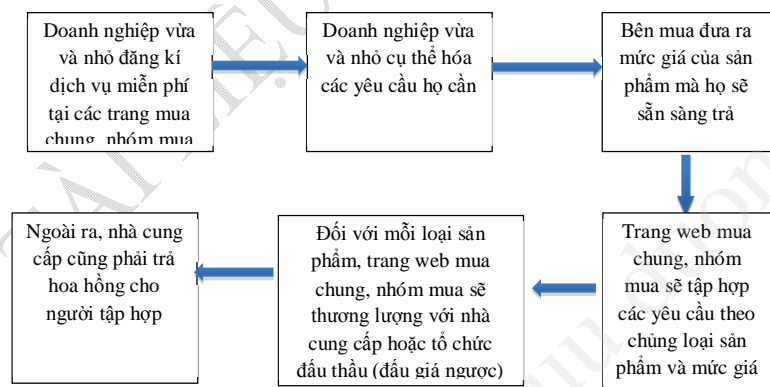 Doanh nghiệp vừa
và nhỏ đăng kí
dịch vụ miễn phí
tại các trang mua
chung, nhóm mua
Doanh nghiệp vừa
và nhỏ cụ thể hóa
các yêu cầu họ cần
Bên mua đưa ra
mức giá của sản
phẩm mà họ sẽ
sẵn sàng trả
Trang web mua
chung, nhóm
mua sẽ tập hợp
các yêu cầu theo
chủng loại sản
phẩm và mức giá
Đối với mỗi loại sản
phẩm, trang web mua
chung, nhóm mua sẽ
thương lượng với nhà
cung cấp hoặc tổ chức
đấu thầu (đấu giá ngược)
Ngoài ra, nhà cung
cấp cũng phải trả
hoa hồng cho
người tập hợp
TÀI LIỆU